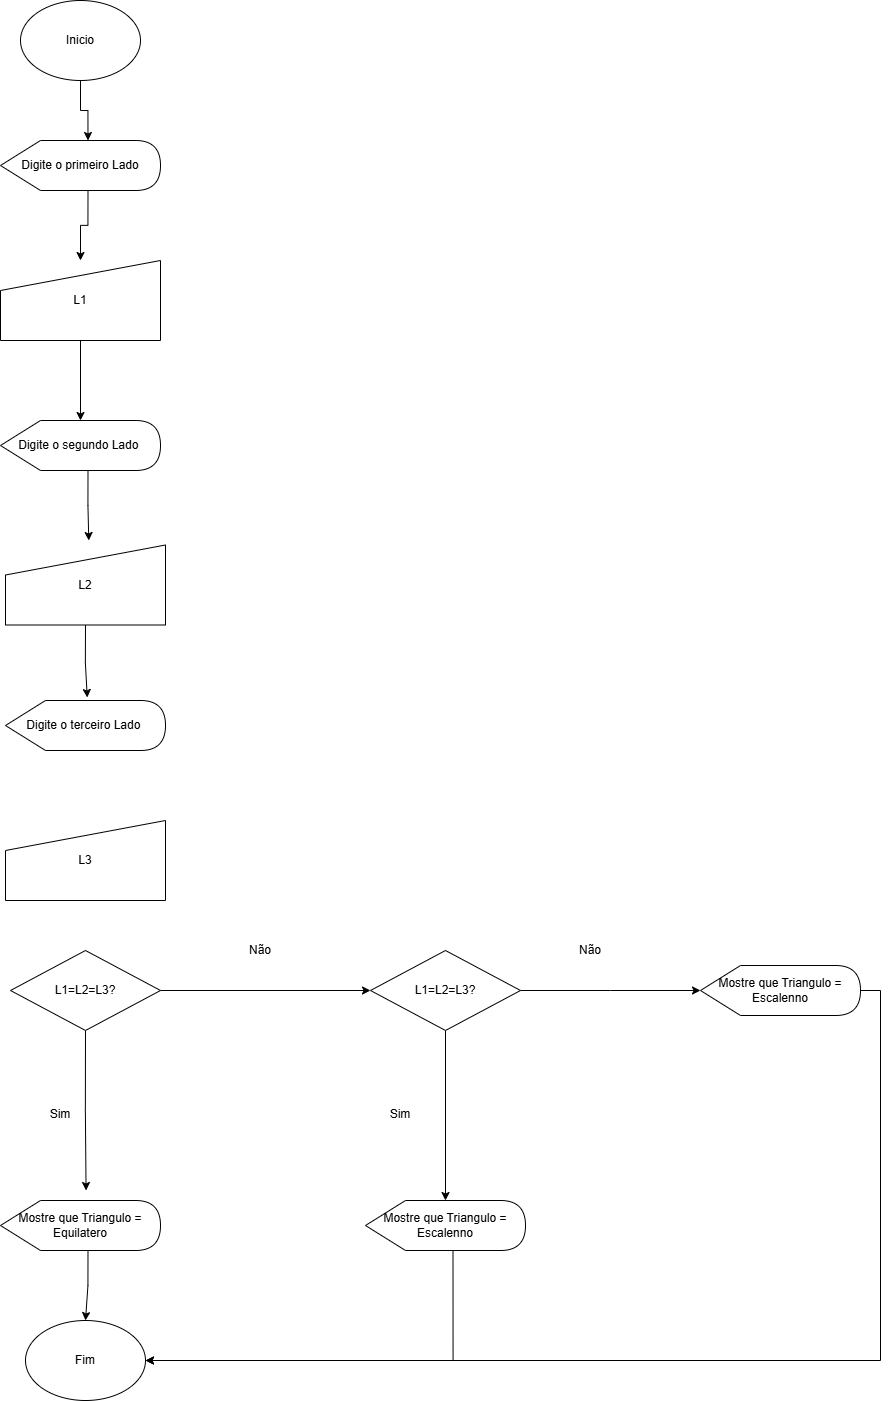 Inicio
Digite o primeiro Lado
L1
Digite o segundo Lado
L2
Digite o terceiro Lado
L3
Não
Não
L1=L2=L3?
L1=L2=L3?
Mostre que Triangulo =
Escalenno
Sim
Sim
Mostre que Triangulo =
Equilatero
Mostre que Triangulo =
Escalenno
Fim